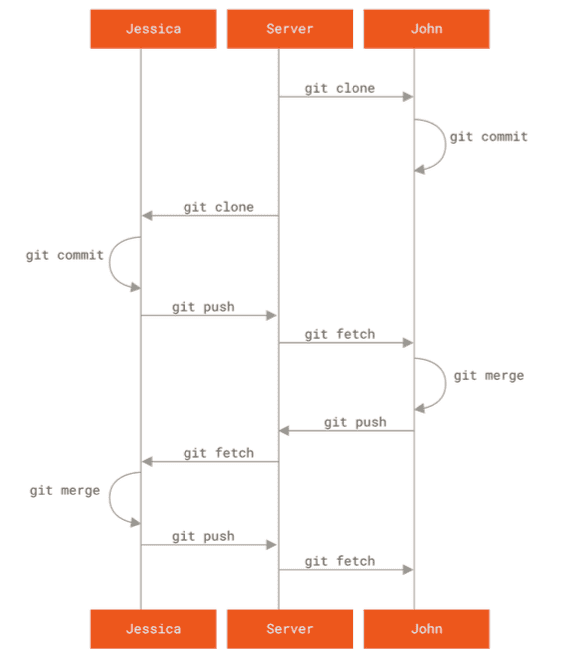 Jessica Server John
git clone
git commit
git clone
git commit
git push
git fetch
git merge
git push
git fetch
git merge
git push
git fetch
Jessica Server John